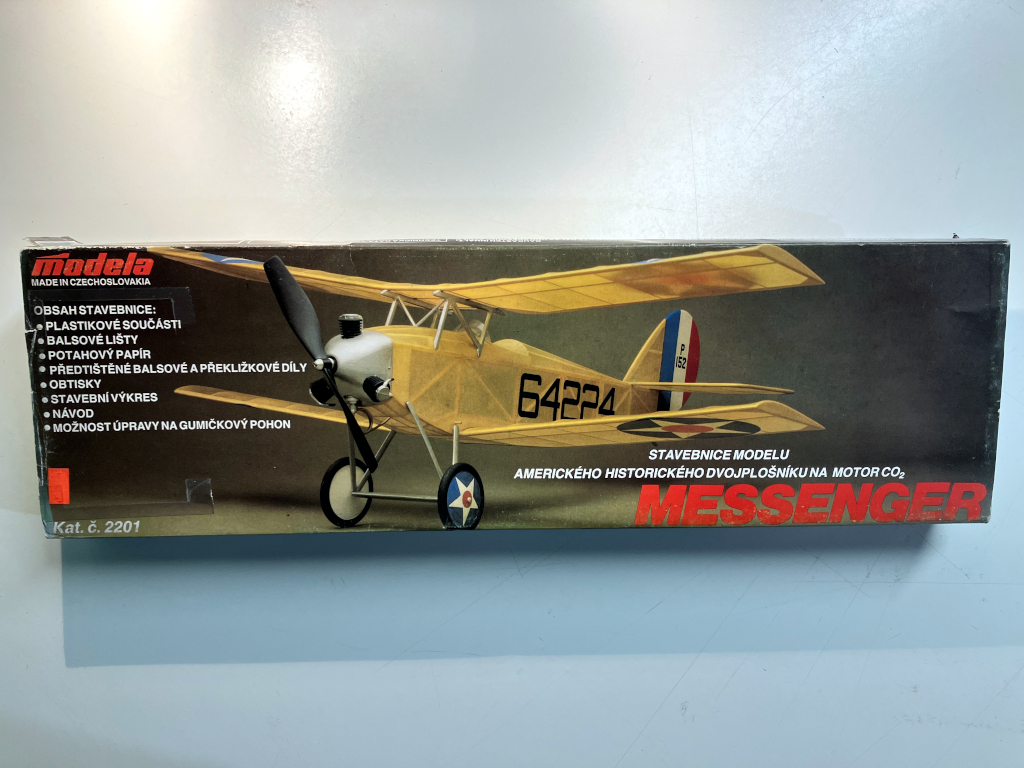 modela
MADE IN CZECHOSLOVAKIA
OBSAH STAVEBNICE:
PLASTIKOVÉ SOUČÁSTI
BALSOVÉ LIŠTY
POTAHOVÝ PAPÍR
PŘEDTIŠTĚNÉ BALSOVÉ A PŘEKLIŽKOVÉ DÍLY
OBTISKY
STAVEBNÍ VÝKRES
NÁVOD
MOŽNOST ÚPRAVY NA GUMIČKOVÝ POHON
Kat. č. 2201
64224
P
152
STAVEBNICE MODELU
AMERICKÉHO HISTORICKÉHO DVOJPLOŠNÍKU NA MOTOR CO₂
MESSENGER